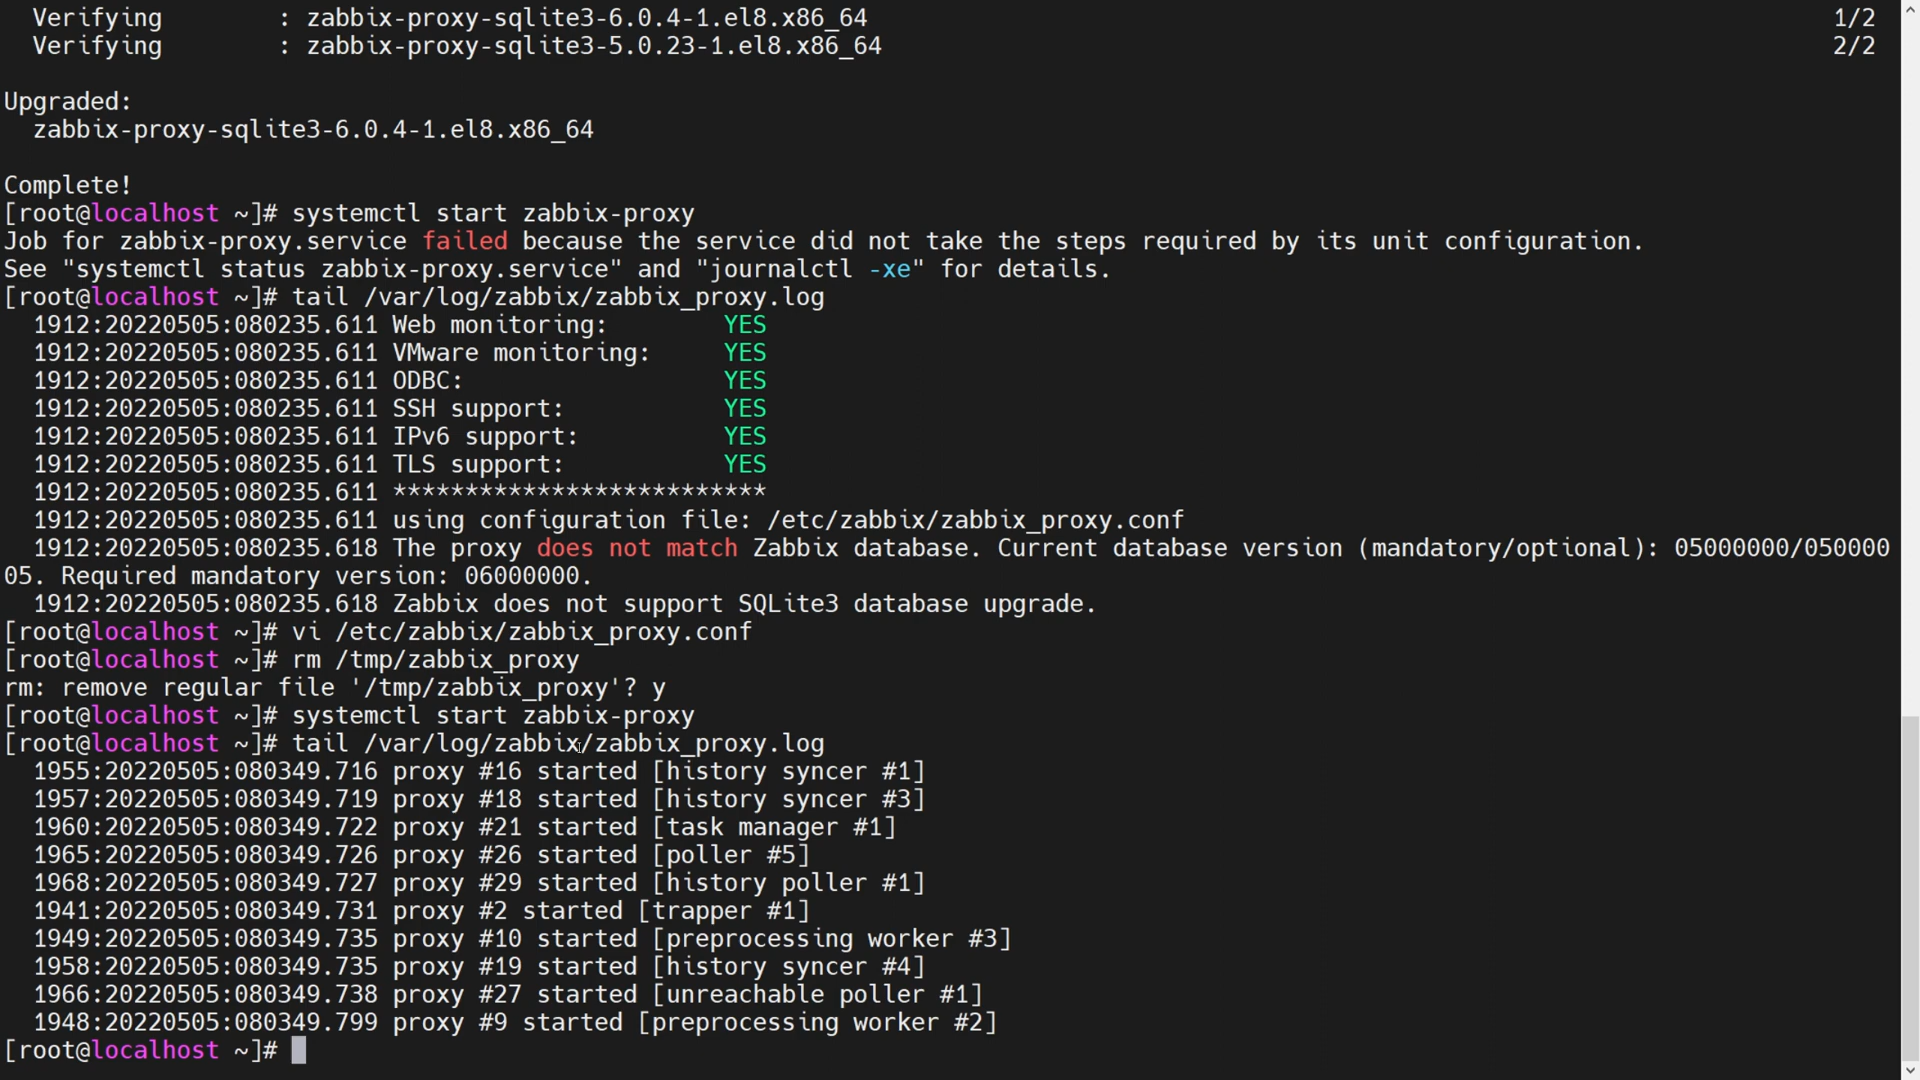 Verifying : zabbix-proxy-sqlite3-6.0.4-1.el8.x86_64 1/2
Verifying : zabbix-proxy-sqlite3-5.0.23-1.el8.x86_64 2/2
Upgraded:
zabbix-proxy-sqlite3-6.0.4-1.el8.x86_64
Complete!
[root@localhost ~]# systemctl start zabbix-proxy
Job for zabbix-proxy.service failed because the service did not take the steps required by its unit configuration.
See "systemctl status zabbix-proxy.service" and "journalctl -xe" for details.
[root@localhost ~]# tail /var/log/zabbix/zabbix_proxy.log
1912:20220505:080235.611 Web monitoring: YES
1912:20220505:080235.611 VMware monitoring: YES
1912:20220505:080235.611 ODBC: YES
1912:20220505:080235.611 SSH support: YES
1912:20220505:080235.611 IPv6 support: YES
1912:20220505:080235.611 TLS support: YES
1912:20220505:080235.611 **************************
1912:20220505:080235.611 using configuration file: /etc/zabbix/zabbix_proxy.conf
1912:20220505:080235.618 The proxy does not match Zabbix database. Current database version (mandatory/optional): 05000000/050000
05. Required mandatory version: 06000000.
1912:20220505:080235.618 Zabbix does not support SQLite3 database upgrade.
[root@localhost ~]# vi /etc/zabbix/zabbix_proxy.conf
[root@localhost ~]# rm /tmp/zabbix_proxy
rm: remove regular file '/tmp/zabbix_proxy'? y
[root@localhost ~]# systemctl start zabbix-proxy
[root@localhost ~]# tail /var/log/zabbix/zabbix_proxy.log
1955:20220505:080349.716 proxy #16 started [history syncer #1]
1957:20220505:080349.719 proxy #18 started [history syncer #3]
1960:20220505:080349.722 proxy #21 started [task manager #1]
1965:20220505:080349.726 proxy #26 started [poller #5]
1968:20220505:080349.727 proxy #29 started [history poller #1]
1941:20220505:080349.731 proxy #2 started [trapper #1]
1949:20220505:080349.735 proxy #10 started [preprocessing worker #3]
1958:20220505:080349.735 proxy #19 started [history syncer #4]
1966:20220505:080349.738 proxy #27 started [unreachable poller #1]
1948:20220505:080349.799 proxy #9 started [preprocessing worker #2]
[root@localhost ~]#